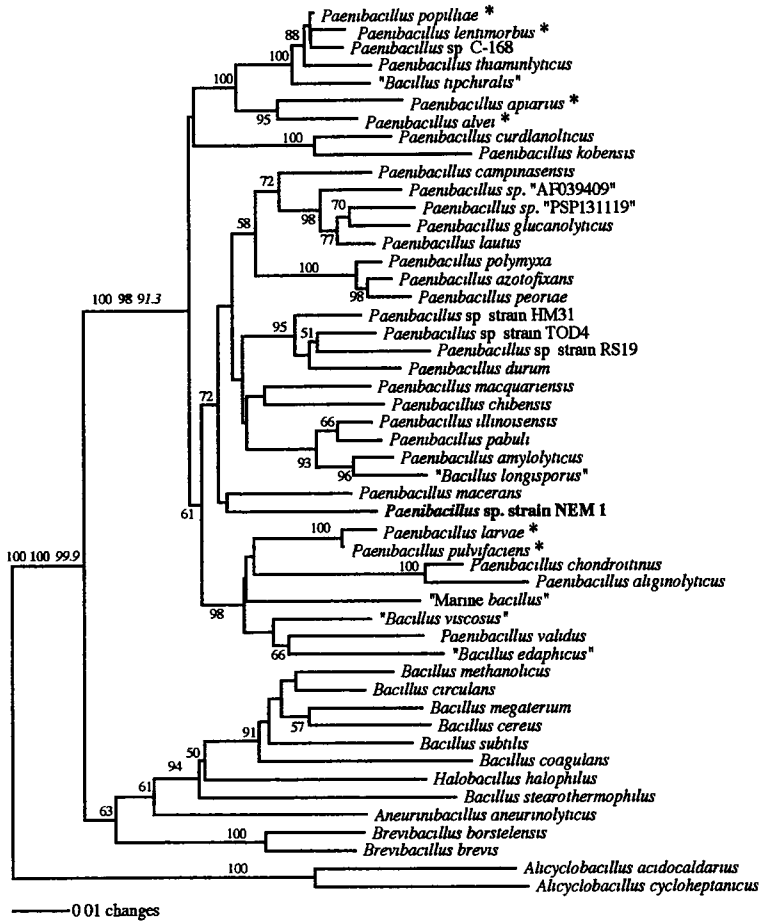 Paenibacillus popilliae *
Paenibacillus lentimorbus *
88
Paenibacillus sp C-168
100
Paenibacillus thiaminlyticus
100
"Bacillus tipchiralis"
Paenibacillus apiarius *
95
Paenibacillus alvei *
100
Paenibacillus curdlanolticus
Paenibacillus kobensis
72
Paenibacillus campinasensis
Paenibacillus sp. "AF039409"
98
70
Paenibacillus sp. "PSP131119"
58
Paenibacillus glucanolyticus
77
Paenibacillus lautus
100
Paenibacillus polymyxa
Paenibacillus azotofixans
98
Paenibacillus peoriae
100 98 91.3
Paenibacillus sp strain HM31
95
51
Paenibacillus sp strain TOD4
Paenibacillus sp strain RS19
Paenibacillus durum
Paenibacillus macquariensis
72
Paenibacillus chibensis
66
Paenibacillus illinoisensis
Paenibacillus pabuli
93
Paenibacillus amylolyticus
96
"Bacillus longisporus"
Paenibacillus macerans
61
Paenibacillus sp. strain NEM 1
100
Paenibacillus larvae *
Paenibacillus pulvifaciens *
100 100 99.9
100
Paenibacillus chondroitinus
Paenibacillus aliginolyticus
98
"Marine bacillus"
"Bacillus viscosus"
Paenibacillus validus
66
"Bacillus edaphicus"
Bacillus methanolicus
Bacillus circulans
Bacillus megaterium
57
Bacillus cereus
91
Bacillus subtilis
50
Bacillus coagulans
94
Halobacillus halophilus
61
Bacillus stearothermophilus
63
Aneurinibacillus aneurinolyticus
100
Brevibacillus borstelensis
Brevibacillus brevis
100
Alicyclobacillus acidocaldarius
Alicyclobacillus cycloheptanicus
0 01 changes